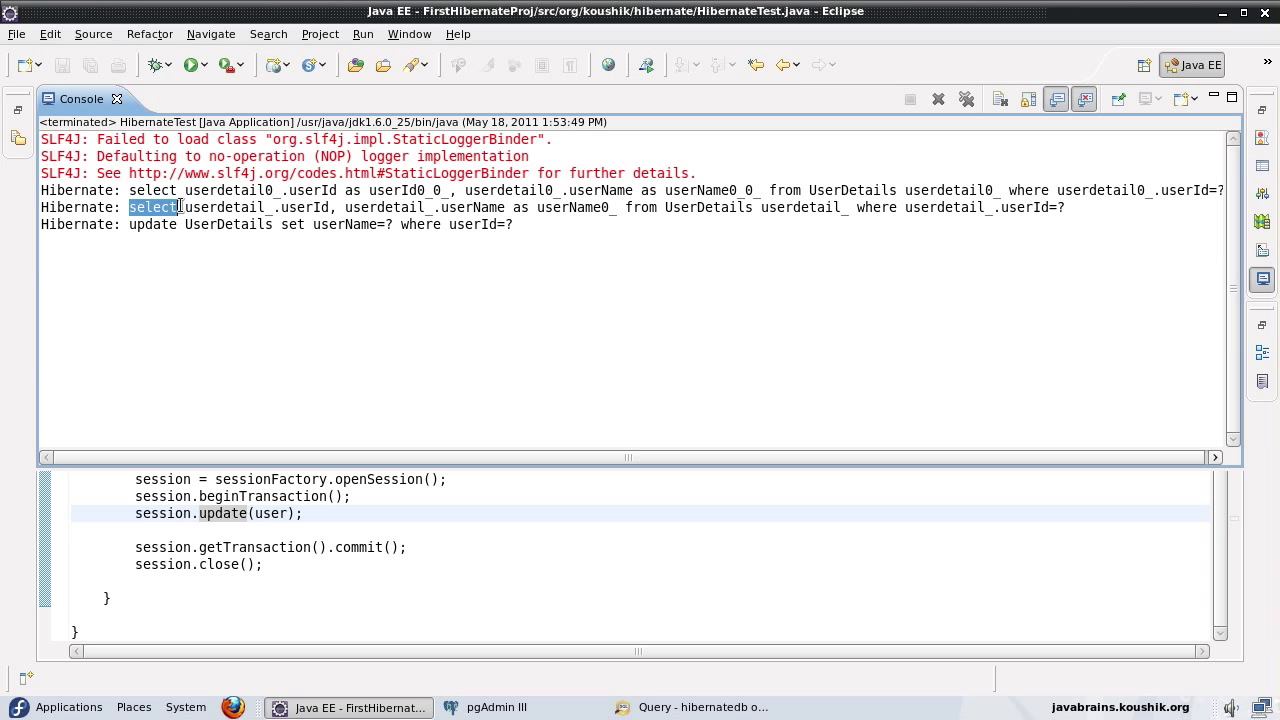 Java EE - FirstHibernateProj/src/org/koushik/hibernate/HibernateTest.java - Eclipse
File Edit Source Refactor Navigate Search Project Run Window Help
Java EE
Console
<terminated> HibernateTest [Java Application] /usr/java/jdk1.6.0_25/bin/java (May 18, 2011 1:53:49 PM)
SLF4J: Failed to load class "org.slf4j.impl.StaticLoggerBinder".
SLF4J: Defaulting to no-operation (NOP) logger implementation
SLF4J: See http://www.slf4j.org/codes.html#StaticLoggerBinder for further details.
Hibernate: select userdetail0_.userId as userId0_0_, userdetail0_.userName as userName0_0_ from UserDetails userdetail0_ where userdetail0_.userId=?
Hibernate: select userdetail_.userId, userdetail_.userName as userName0_ from UserDetails userdetail_ where userdetail_.userId=?
Hibernate: update UserDetails set userName=? where userId=?
session = sessionFactory.openSession();
session.beginTransaction();
session.update(user);
session.getTransaction().commit();
session.close();
}
}
Applications Places System Java EE - FirstHibernat... pgAdmin III Query - hibernatedb o... javabrains.koushik.org